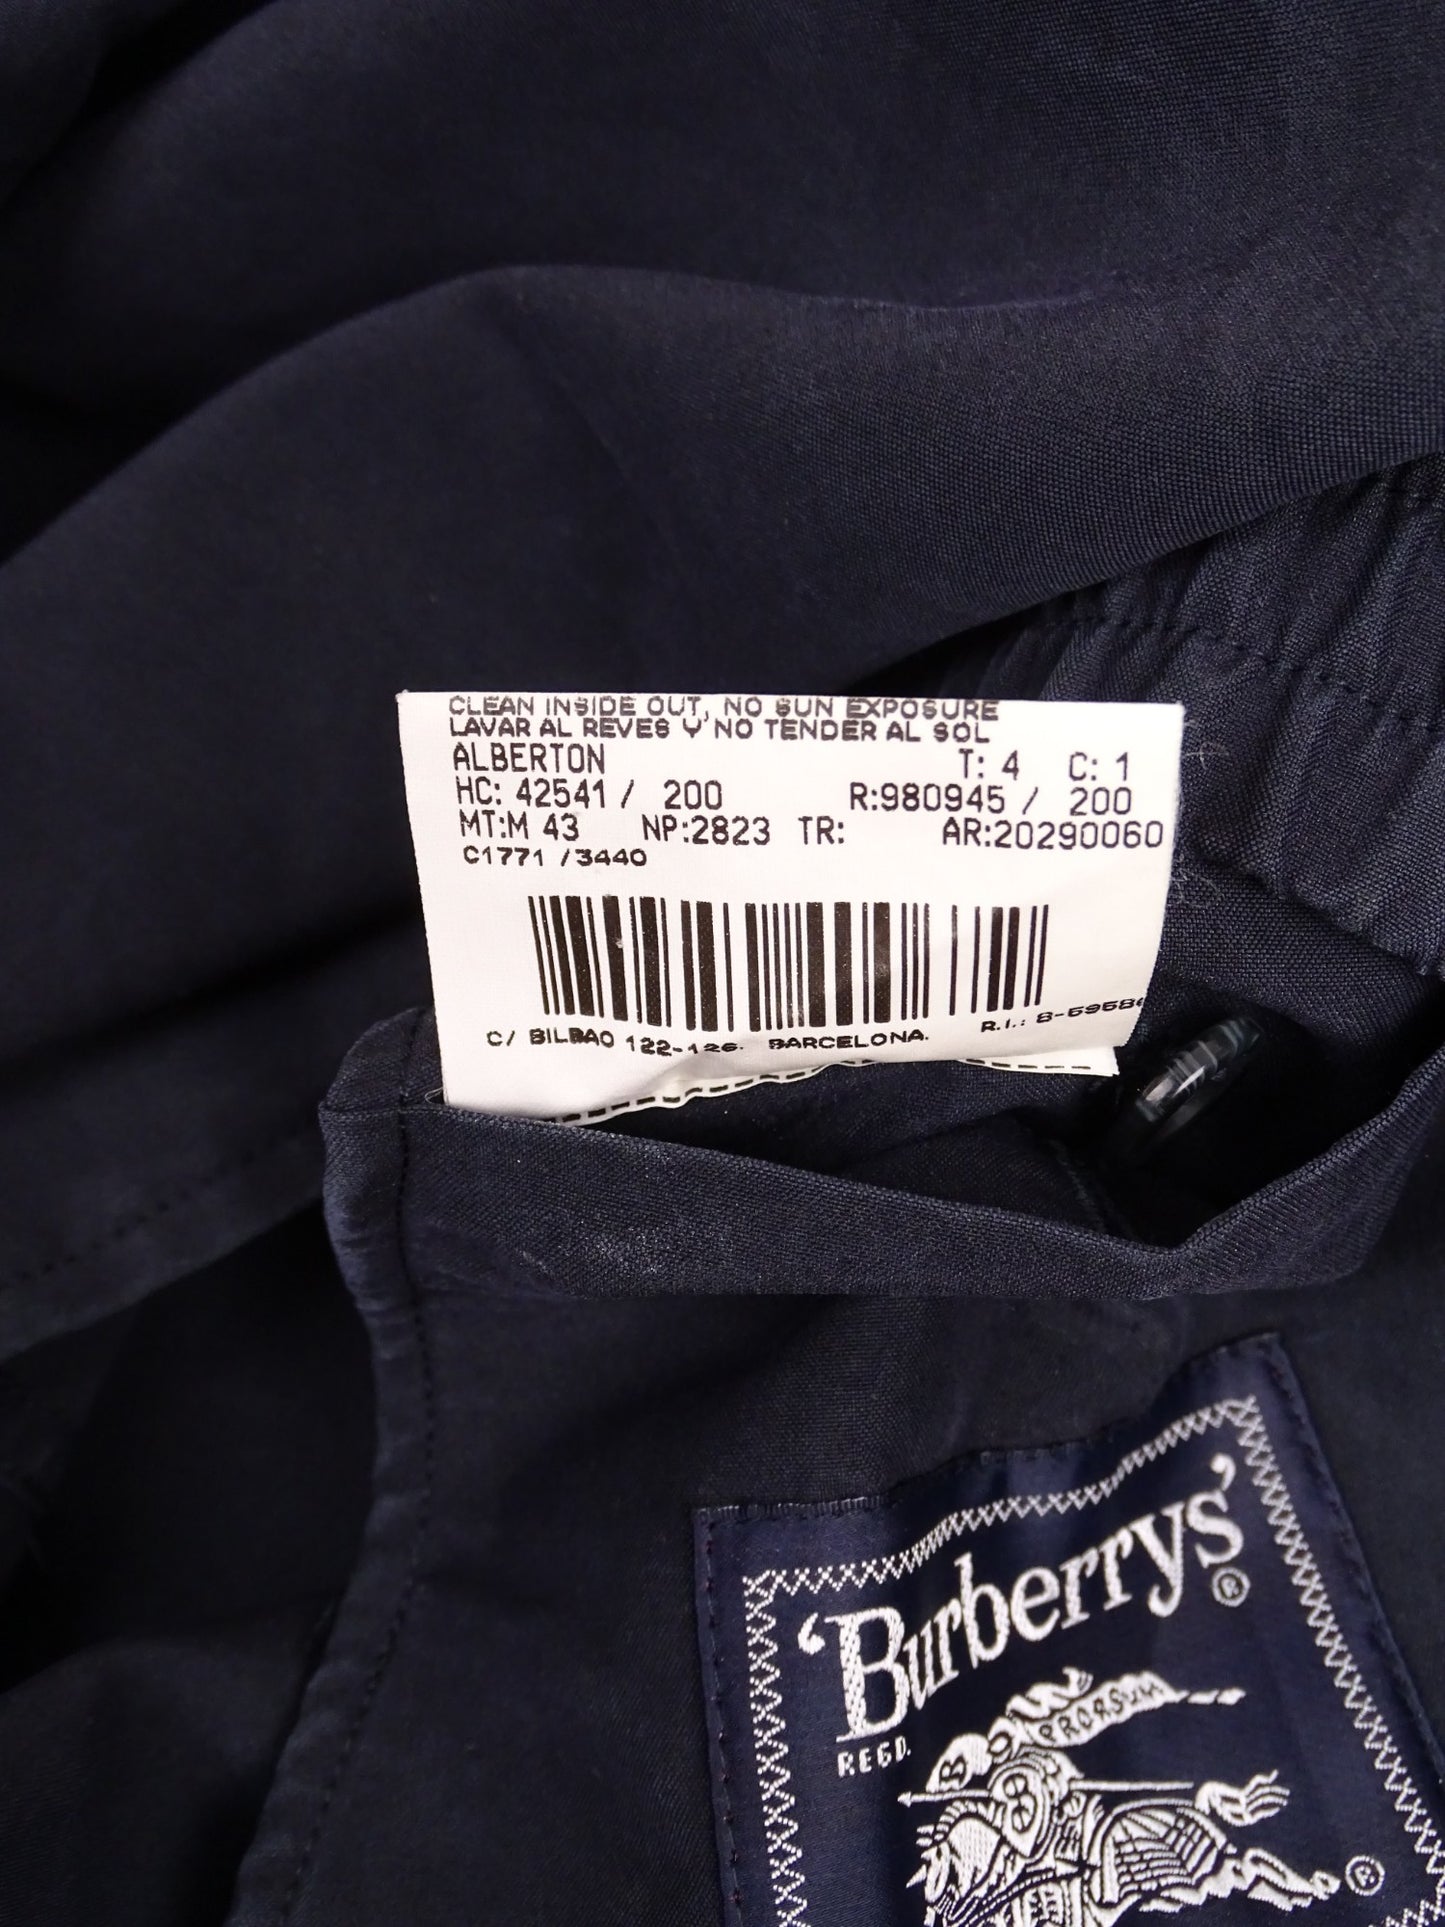 CLEAN INSIDE OUT, NO SUN EXPOSURE
LAVAR AL REVES Y NO TENDER AL SOL
ALBERTON T: 4 C: 1
HC: 42541 / 200 R:980945 / 200
MT:M 43 NP:2823 TR: AR:20290060
C1771 /3440
C/ BILBAO 122-126. BARCELONA. R.I.:
'Burberrys'®
REGD.
PRORSUM
®